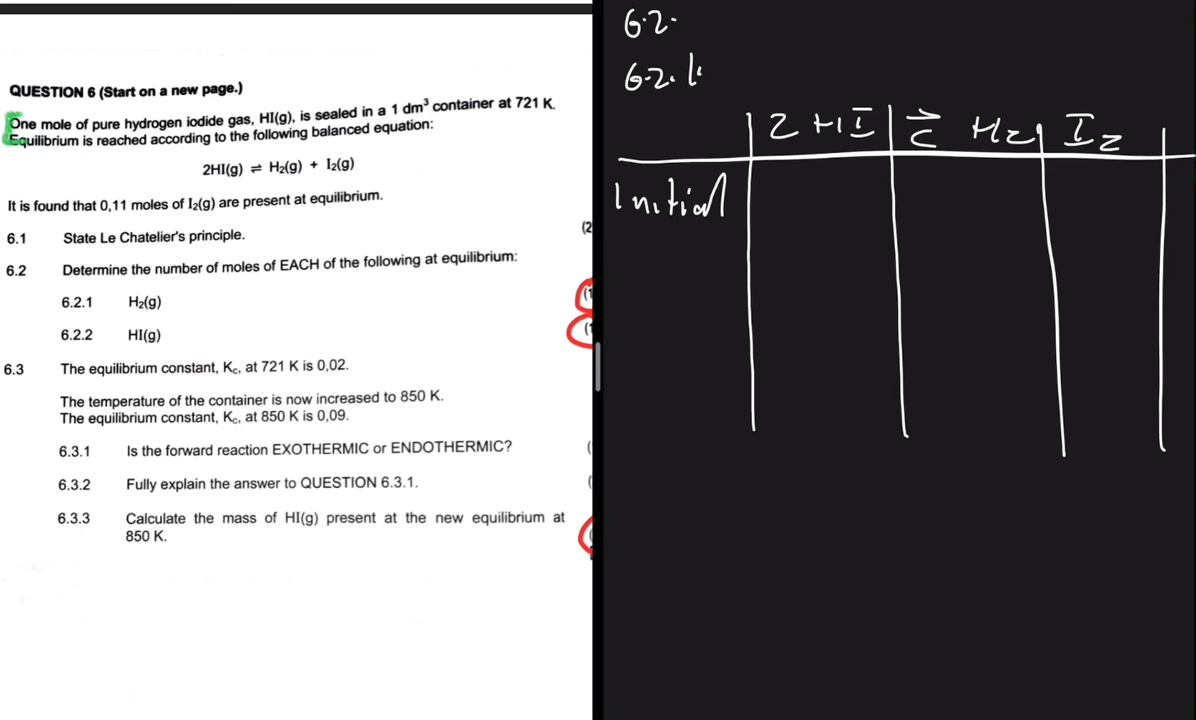 QUESTION 6 (Start on a new page.)
One mole of pure hydrogen iodide gas, HI(g), is sealed in a 1 dm³ container at 721 K.
Equilibrium is reached according to the following balanced equation:
2HI(g) ⇌ H₂(g) + I₂(g)
It is found that 0,11 moles of I₂(g) are present at equilibrium.
6.1 State Le Chatelier's principle. (2
6.2 Determine the number of moles of EACH of the following at equilibrium:
6.2.1 H₂(g) (1
6.2.2 HI(g) (1
6.3 The equilibrium constant, Kc, at 721 K is 0,02.
The temperature of the container is now increased to 850 K.
The equilibrium constant, Kc, at 850 K is 0,09.
6.3.1 Is the forward reaction EXOTHERMIC or ENDOTHERMIC? (
6.3.2 Fully explain the answer to QUESTION 6.3.1. (
6.3.3 Calculate the mass of HI(g) present at the new equilibrium at
850 K.
6.2.
6.2.1.
2 HI ⇌ H₂ I₂
Initial